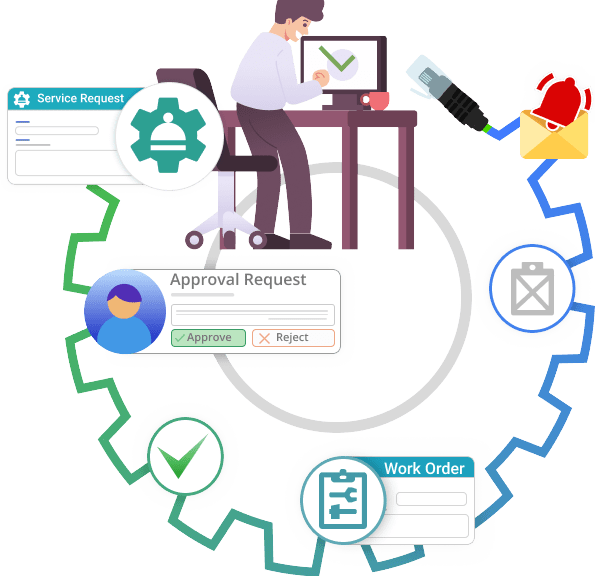 Service Request
Approval Request
Approve
Reject
Work Order